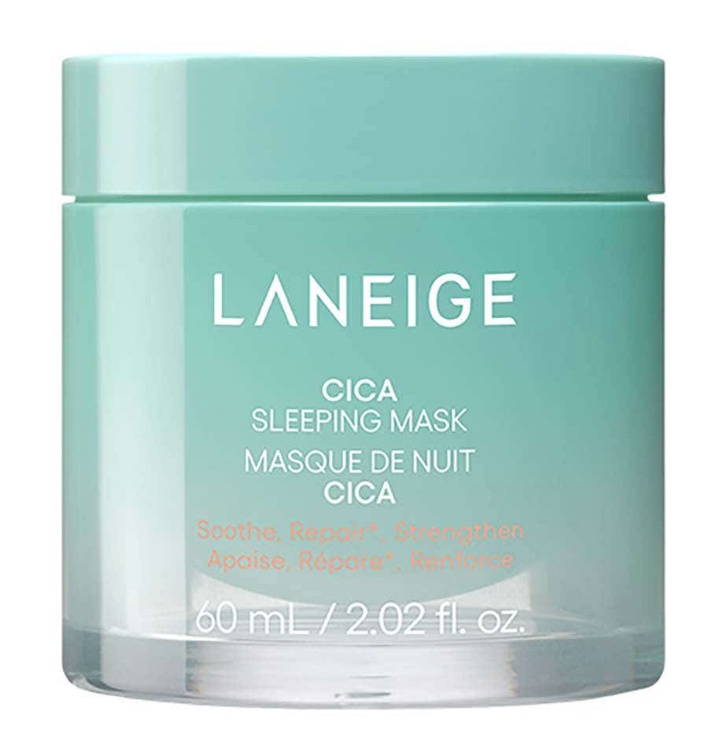 LANEIGE
CICA
SLEEPING MASK
MASQUE DE NUIT
CICA
Soothe, Repair*, Strengthen
Apaise, Répare*, Renforce
60 mL / 2.02 fl. oz.